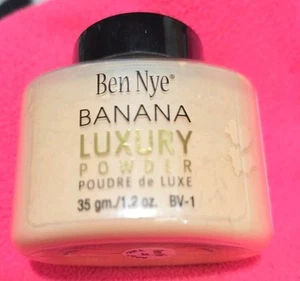 Ben Nye®
BANANA
LUXURY
POWDER
POUDRE de LUXE
35 gm./1.2 oz. BV-1